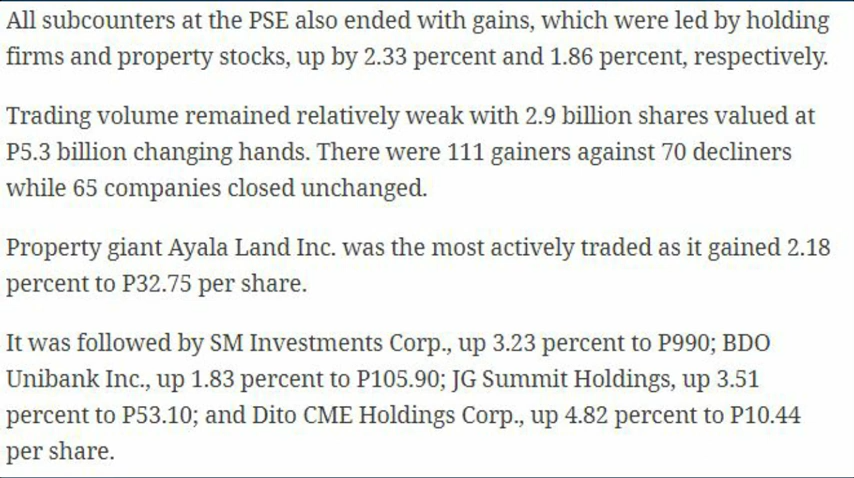 All subcounters at the PSE also ended with gains, which were led by holding
firms and property stocks, up by 2.33 percent and 1.86 percent, respectively.
Trading volume remained relatively weak with 2.9 billion shares valued at
P5.3 billion changing hands. There were 111 gainers against 70 decliners
while 65 companies closed unchanged.
Property giant Ayala Land Inc. was the most actively traded as it gained 2.18
percent to P32.75 per share.
It was followed by SM Investments Corp., up 3.23 percent to P990; BDO
Unibank Inc., up 1.83 percent to P105.90; JG Summit Holdings, up 3.51
percent to P53.10; and Dito CME Holdings Corp., up 4.82 percent to P10.44
per share.